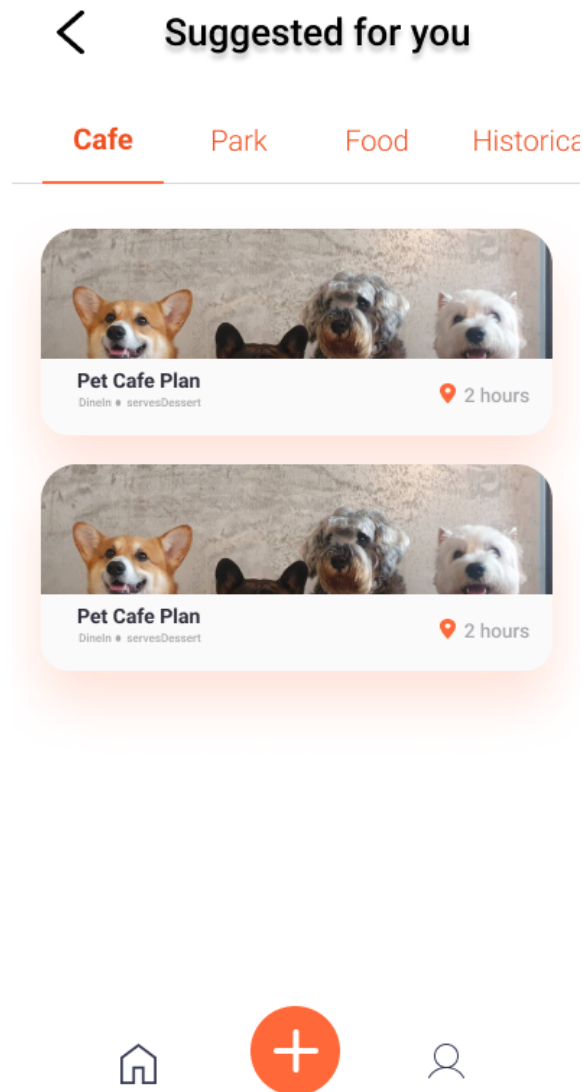 Suggested for you
Cafe Park Food Historica
Pet Cafe Plan
DineIn • servesDessert
2 hours
Pet Cafe Plan
DineIn • servesDessert
2 hours